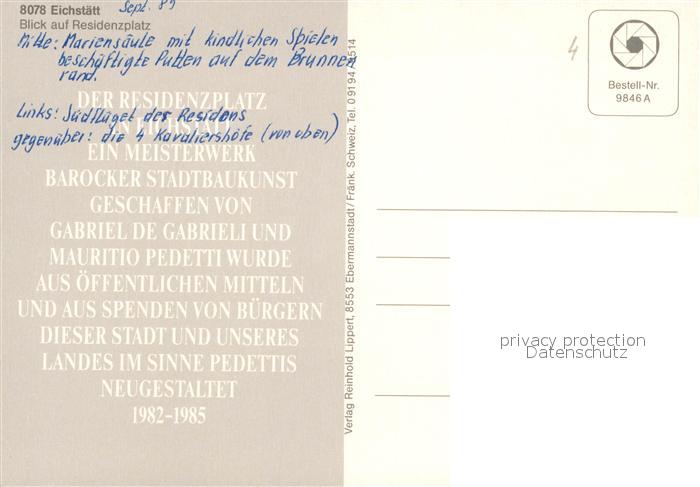 8078 Eichstätt
Sept. 89
Blick auf Residenzplatz
Mitte: Mariensäule mit kindlichen Spielen
beschäftigte Putten auf dem Brunnen
rand.
Links: Südflügel des Residens
gegenüber: die 4 Kavaliershöfe (von oben)
DER RESIDENZPLATZ
IN EICHSTÄTT
EIN MEISTERWERK
BAROCKER STADTBAUKUNST
GESCHAFFEN VON
GABRIEL DE GABRIELI UND
MAURITIO PEDETTI WURDE
AUS ÖFFENTLICHEN MITTELN
UND AUS SPENDEN VON BÜRGERN
DIESER STADT UND UNSERES
LANDES IM SINNE PEDETTIS
NEUGESTALTET
1982–1985
Verlag Reinhold Lippert, 8553 Ebermannstadt/Fränk. Schweiz, Tel. 09194
4
Bestell-Nr.
9846 A
privacy protection
Datenschutz